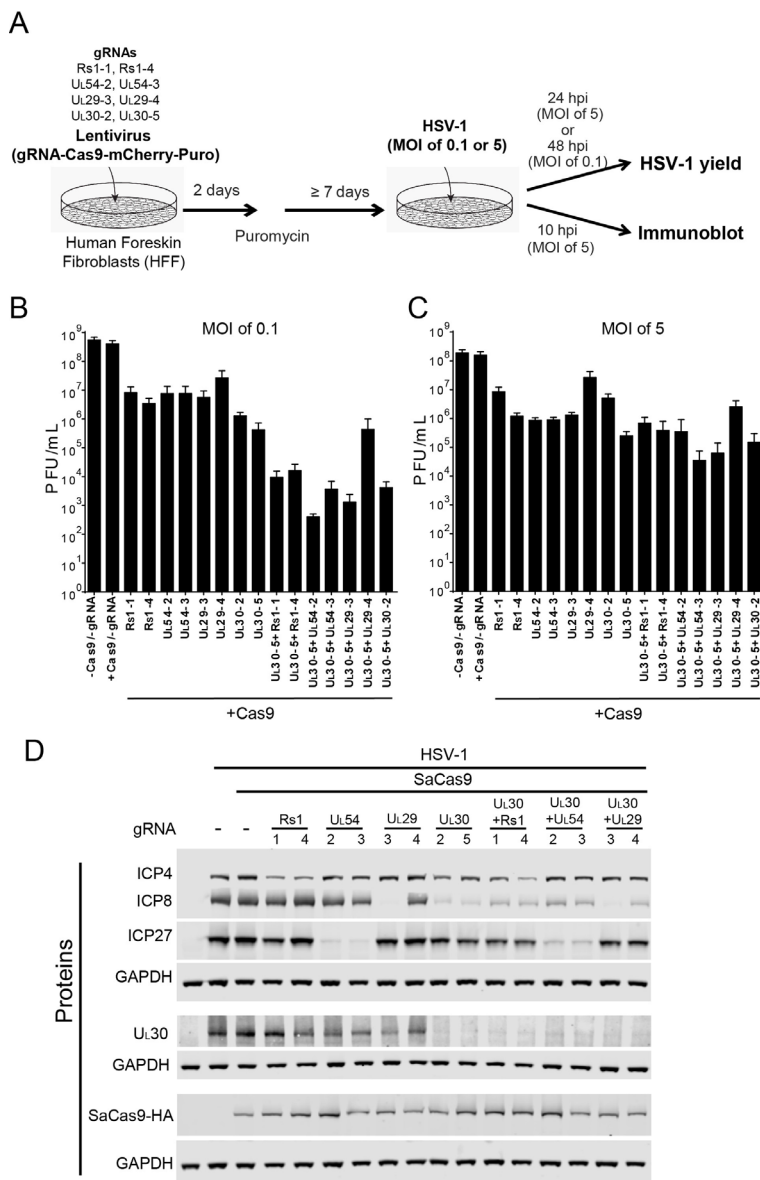 A
gRNAs
Rs1-1, Rs1-4
UL54-2, UL54-3
UL29-3, UL29-4
UL30-2, UL30-5
Lentivirus
(gRNA-Cas9-mCherry-Puro)
Human Foreskin
Fibroblasts (HFF)
2 days
Puromycin
≥ 7 days
HSV-1
(MOI of 0.1 or 5)
24 hpi
(MOI of 5)
or
48 hpi
(MOI of 0.1)
HSV-1 yield
10 hpi
(MOI of 5)
Immunoblot
B
MOI of 0.1
PFU/mL
10^9
10^8
10^7
10^6
10^5
10^4
10^3
10^2
10^1
10^0
-Cas9/-gRNA
+Cas9/-gRNA
Rs1-1
Rs1-4
UL54-2
UL54-3
UL29-3
UL29-4
UL30-2
UL30-5
UL30-5+Rs1-1
UL30-5+Rs1-4
UL30-5+UL54-2
UL30-5+UL54-3
UL30-5+UL29-3
UL30-5+UL29-4
UL30-5+UL30-2
+Cas9
C
MOI of 5
PFU/mL
10^9
10^8
10^7
10^6
10^5
10^4
10^3
10^2
10^1
10^0
-Cas9/-gRNA
+Cas9/-gRNA
Rs1-1
Rs1-4
UL54-2
UL54-3
UL29-3
UL29-4
UL30-2
UL30-5
UL30-5+Rs1-1
UL30-5+Rs1-4
UL30-5+UL54-2
UL30-5+UL54-3
UL30-5+UL29-3
UL30-5+UL29-4
UL30-5+UL30-2
+Cas9
D
HSV-1
SaCas9
gRNA - - Rs1 UL54 UL29 UL30 UL30+Rs1 UL30+UL54 UL30+UL29
1 4 2 3 3 4 2 5 1 4 2 3 3 4
Proteins
ICP4
ICP8
ICP27
GAPDH
UL30
GAPDH
SaCas9-HA
GAPDH